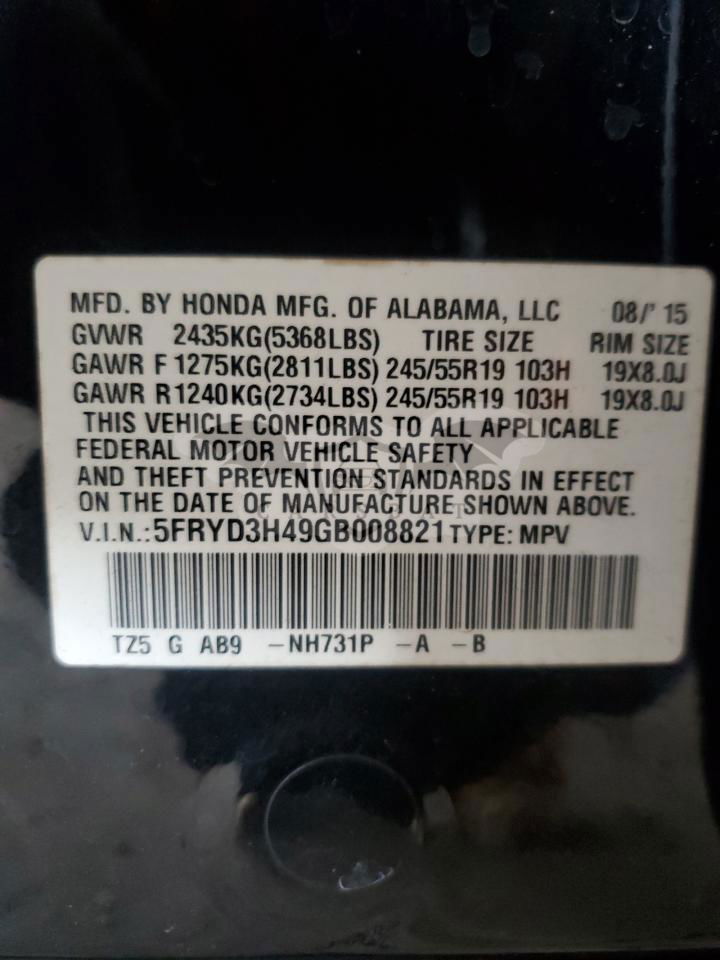 MFD. BY HONDA MFG. OF ALABAMA, LLC 08/'15
GVWR 2435KG(5368LBS) TIRE SIZE RIM SIZE
GAWR F 1275KG(2811LBS) 245/55R19 103H 19X8.0J
GAWR R 1240KG(2734LBS) 245/55R19 103H 19X8.0J
THIS VEHICLE CONFORMS TO ALL APPLICABLE
FEDERAL MOTOR VEHICLE SAFETY
AND THEFT PREVENTION STANDARDS IN EFFECT
ON THE DATE OF MANUFACTURE SHOWN ABOVE.
V.I.N.:5FRYD3H49GB008821 TYPE: MPV
TZ5 G AB9 -NH731P -A -B